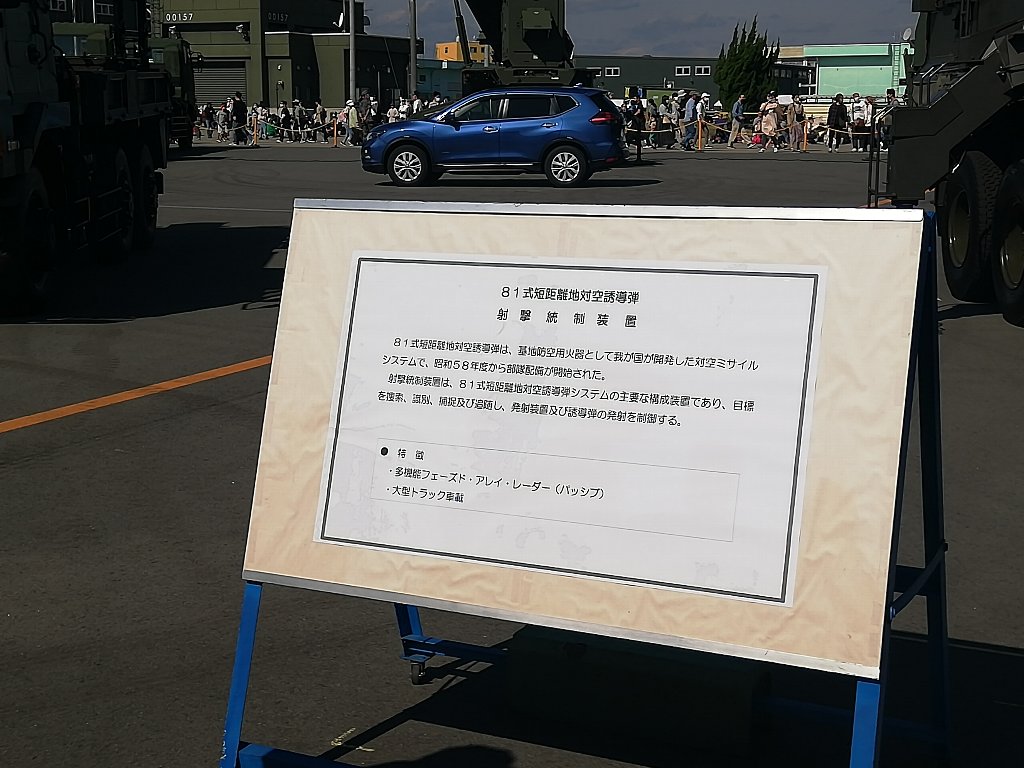 00157
00157
81式短距離地対空誘導弾
射撃統制装置
81式短距離地対空誘導弾は、基地防空用火器として我が国が開発した対空ミサイル
システムで、昭和58年度から部隊配備が開始された。
射撃統制装置は、81式短距離地対空誘導弾システムの主要な構成装置であり、目標
を捜索、識別、捕捉及び追随し、発射装置及び誘導弾の発射を制御する。
● 特 徴
・多機能フェーズド・アレイ・レーダー（パッシブ）
・大型トラック車載